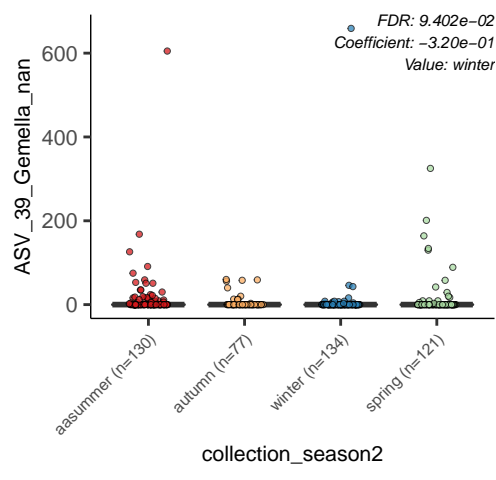 FDR: 9.402e−02
Coefficient: −3.20e−01
Value: winter
ASV_39_Gemella_nan
600
400
200
0
aasummer (n=130)
autumn (n=77)
winter (n=134)
spring (n=121)
collection_season2